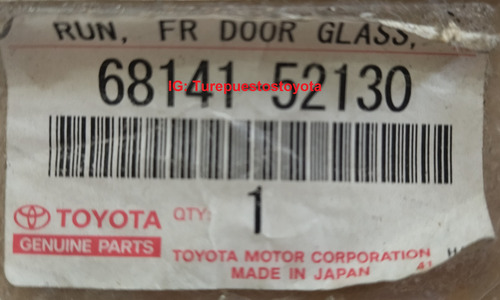 RUN, FR DOOR GLASS,
68141 52130
IG: Turepuestostoyota
TOYOTA
GENUINE PARTS
QTY: 1
TOYOTA MOTOR CORPORATION
MADE IN JAPAN 41